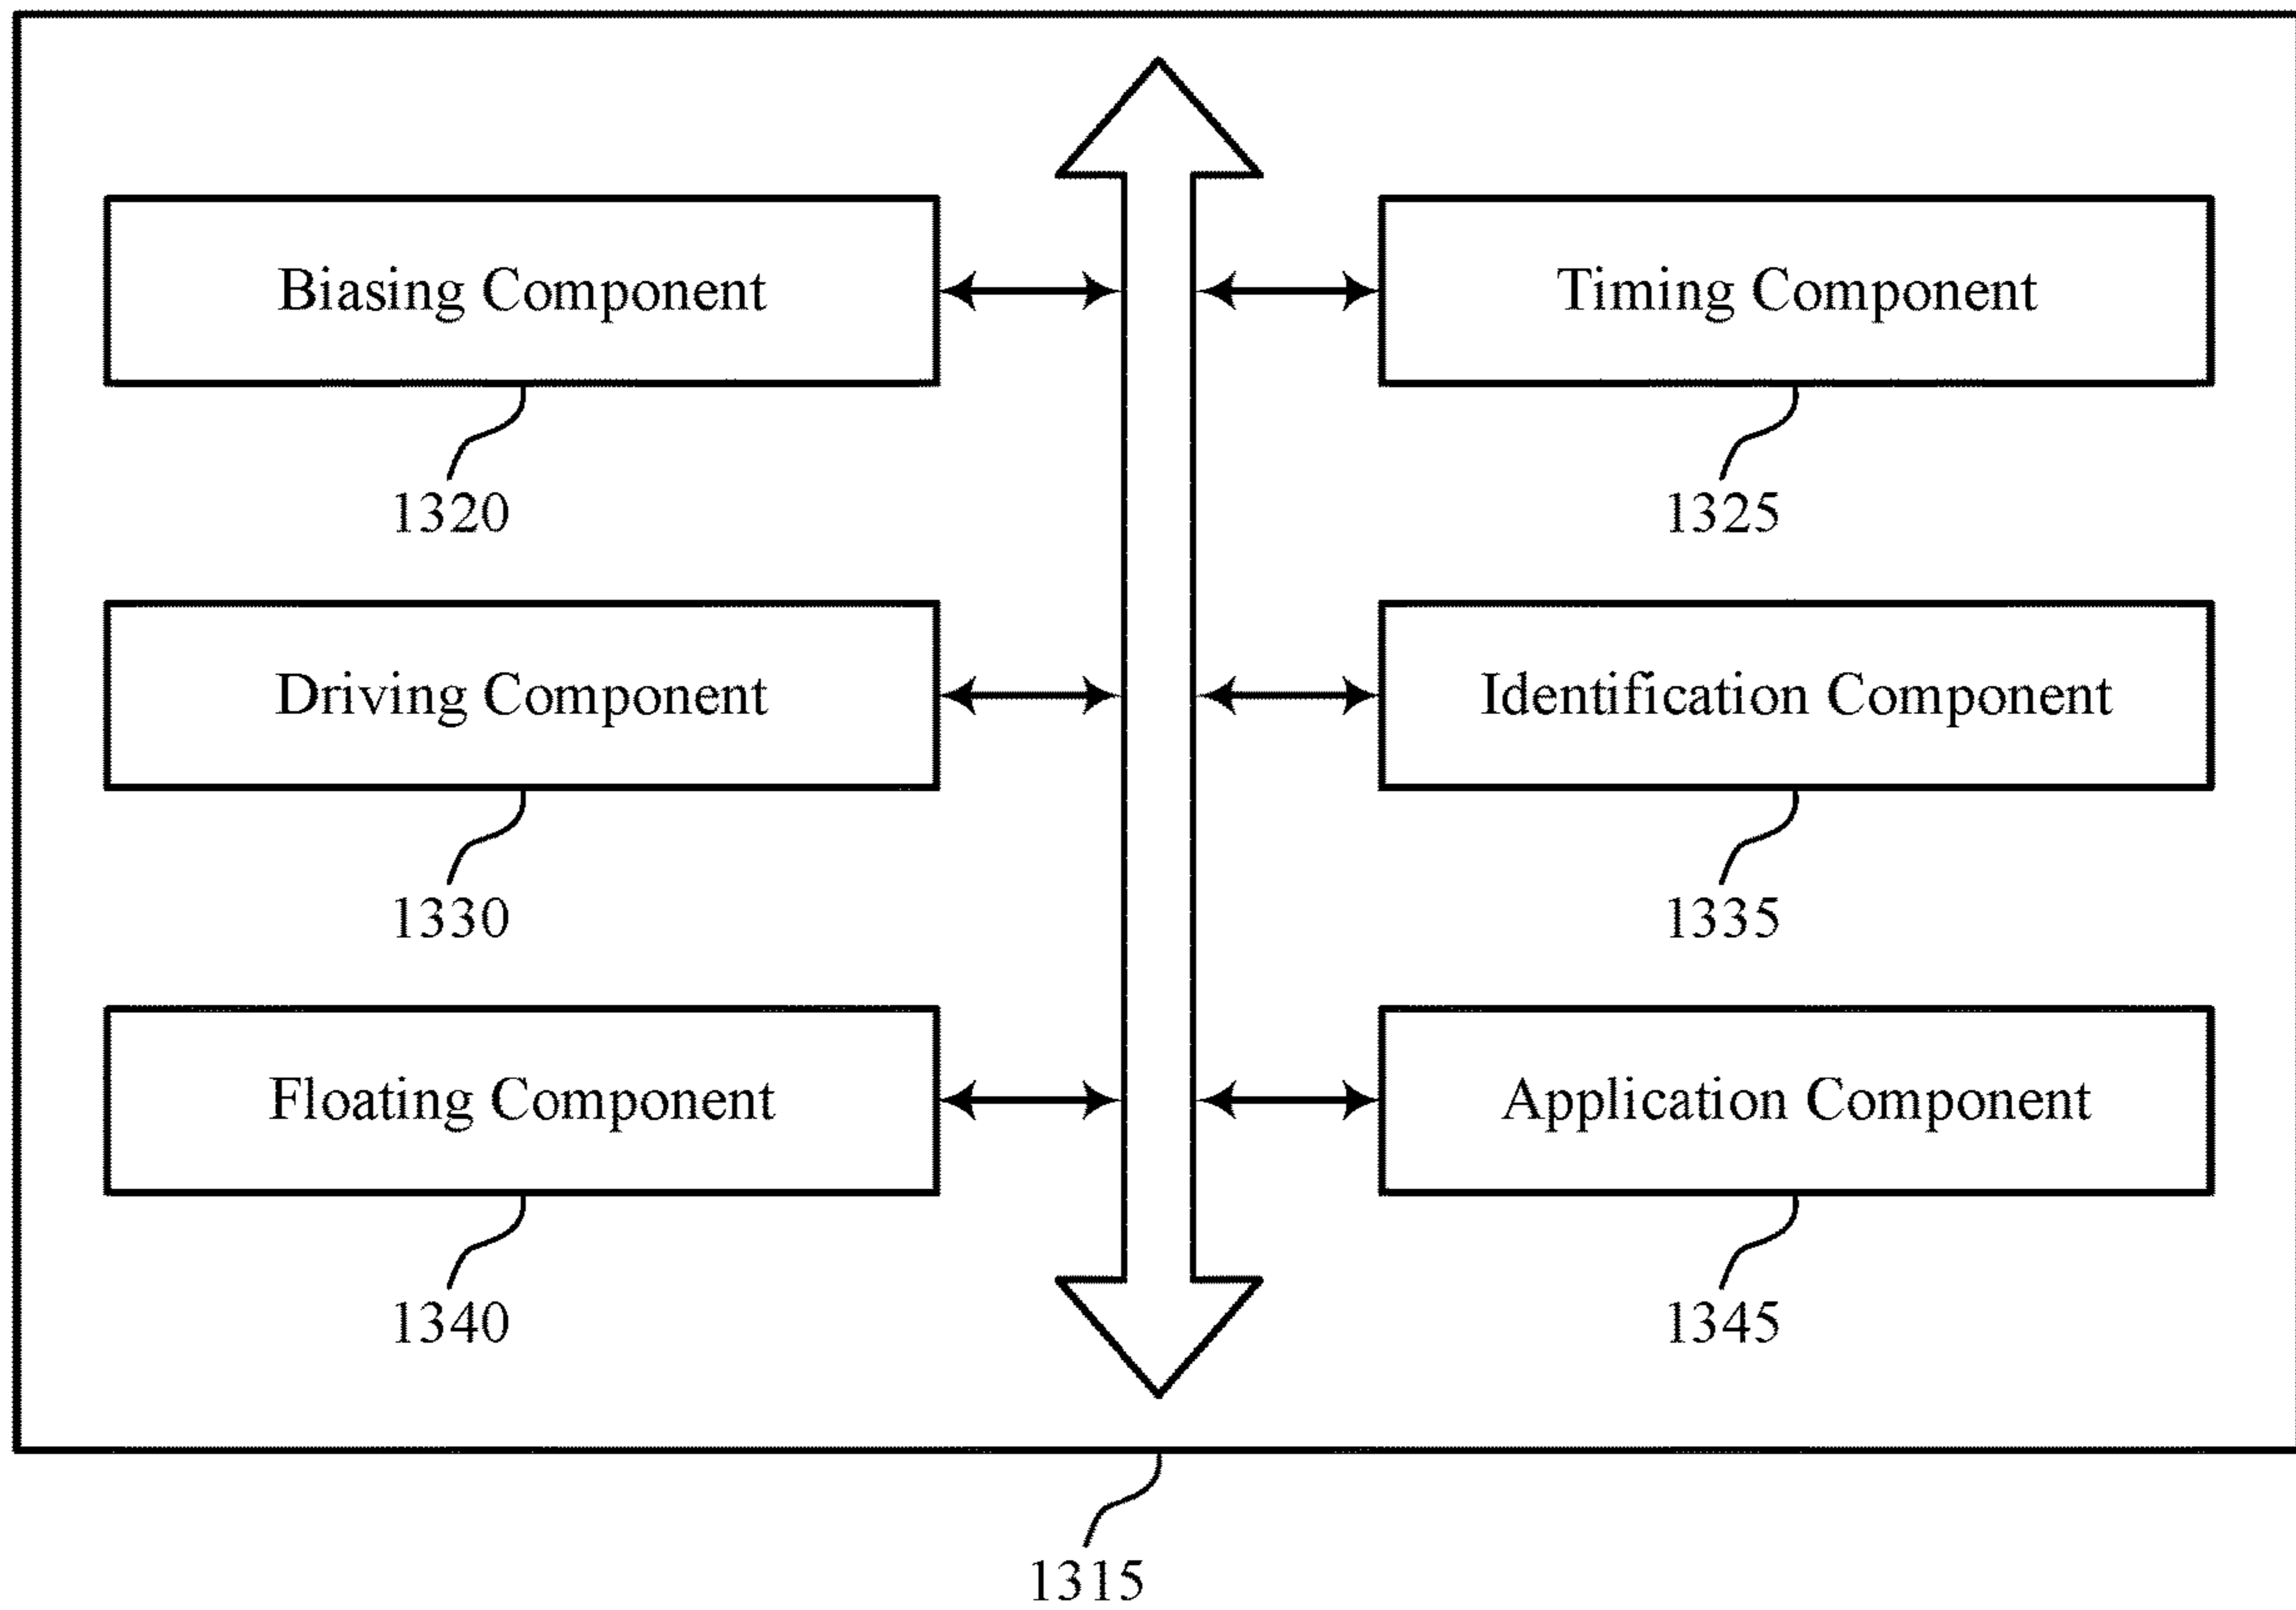 Biasing Component
Timing Component
1320
1325
Driving Component
Identification Component
1330
1335
Floating Component
Application Component
1340
1345
1315